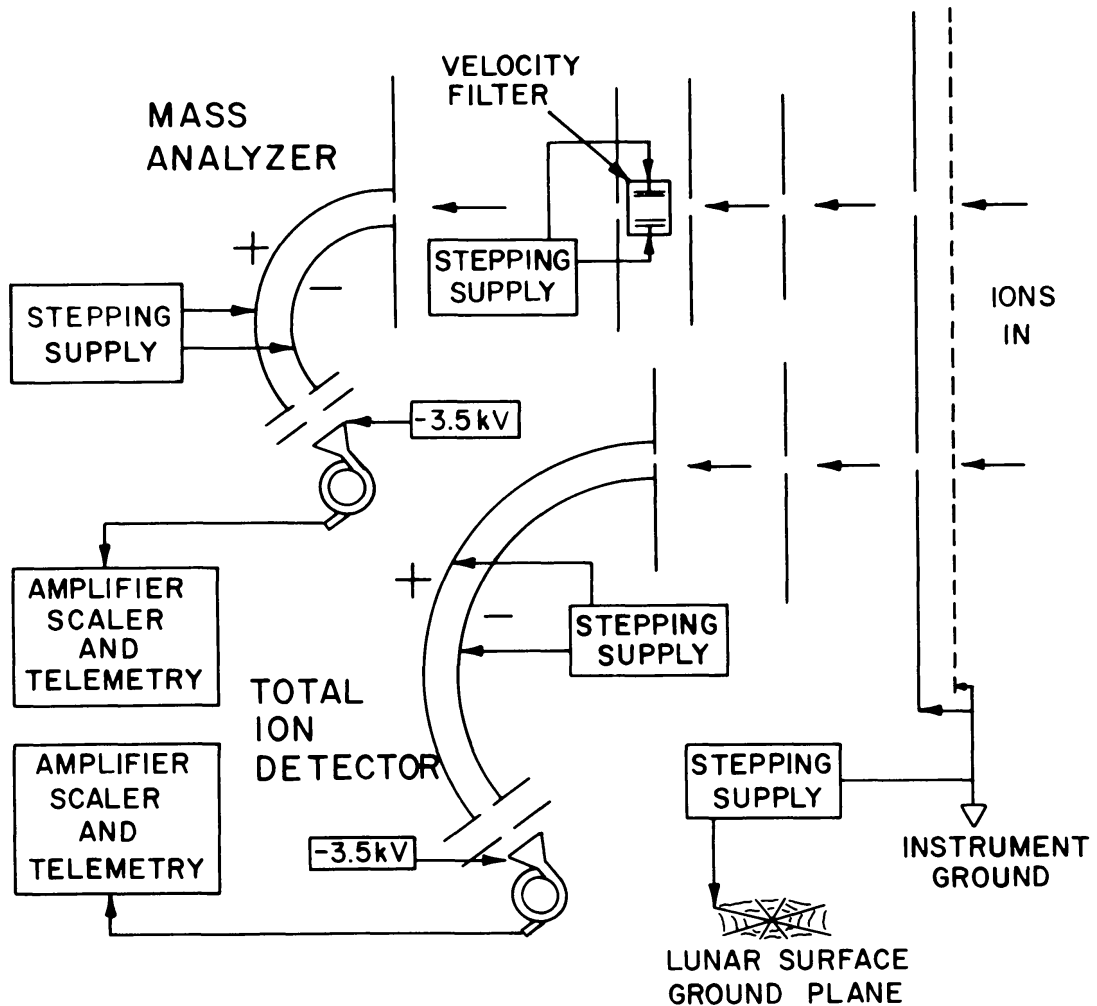 VELOCITY
FILTER
MASS
ANALYZER
+
−
STEPPING
SUPPLY
STEPPING
SUPPLY
IONS
IN
-3.5kV
+
−
STEPPING
SUPPLY
AMPLIFIER
SCALER
AND
TELEMETRY
TOTAL
ION
DETECTOR
AMPLIFIER
SCALER
AND
TELEMETRY
-3.5kV
STEPPING
SUPPLY
INSTRUMENT
GROUND
LUNAR SURFACE
GROUND PLANE